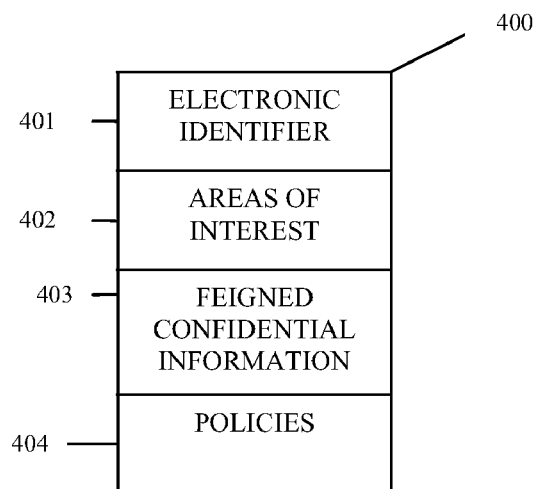 400
401
ELECTRONIC
IDENTIFIER
402
AREAS OF
INTEREST
403
FEIGNED
CONFIDENTIAL
INFORMATION
404
POLICIES